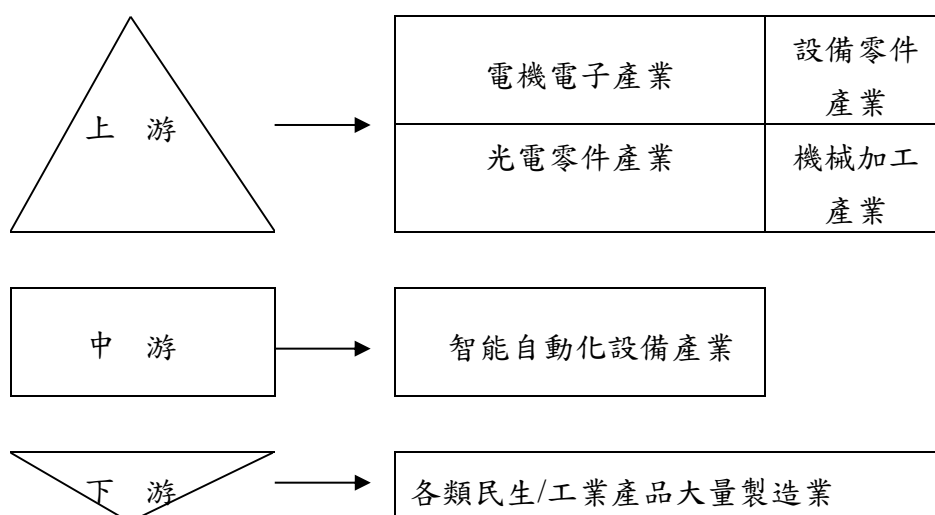 上 游
電機電子產業
設備零件
產業
光電零件產業
機械加工
產業
中 游
智能自動化設備產業
下 游
各類民生/工業產品大量製造業